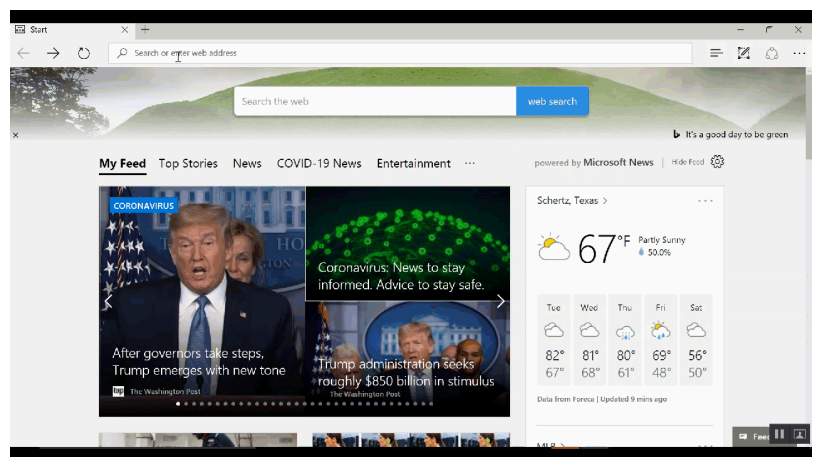 Start
Search or enter web address
Search the web
web search
It's a good day to be green
My Feed Top Stories News COVID-19 News Entertainment ...
powered by Microsoft News | Hide Feed
CORONAVIRUS
After governors take steps,
Trump emerges with new tone
wp The Washington Post
Coronavirus: News to stay
informed. Advice to stay safe.
Trump administration seeks
roughly $850 billion in stimulus
The Washington Post
Schertz, Texas >
67°F
Partly Sunny
50.0%
Tue Wed Thu Fri Sat
82° 81° 80° 69° 56°
67° 68° 61° 48° 50°
Data from Foreca | Updated 9 mins ago
MLB >